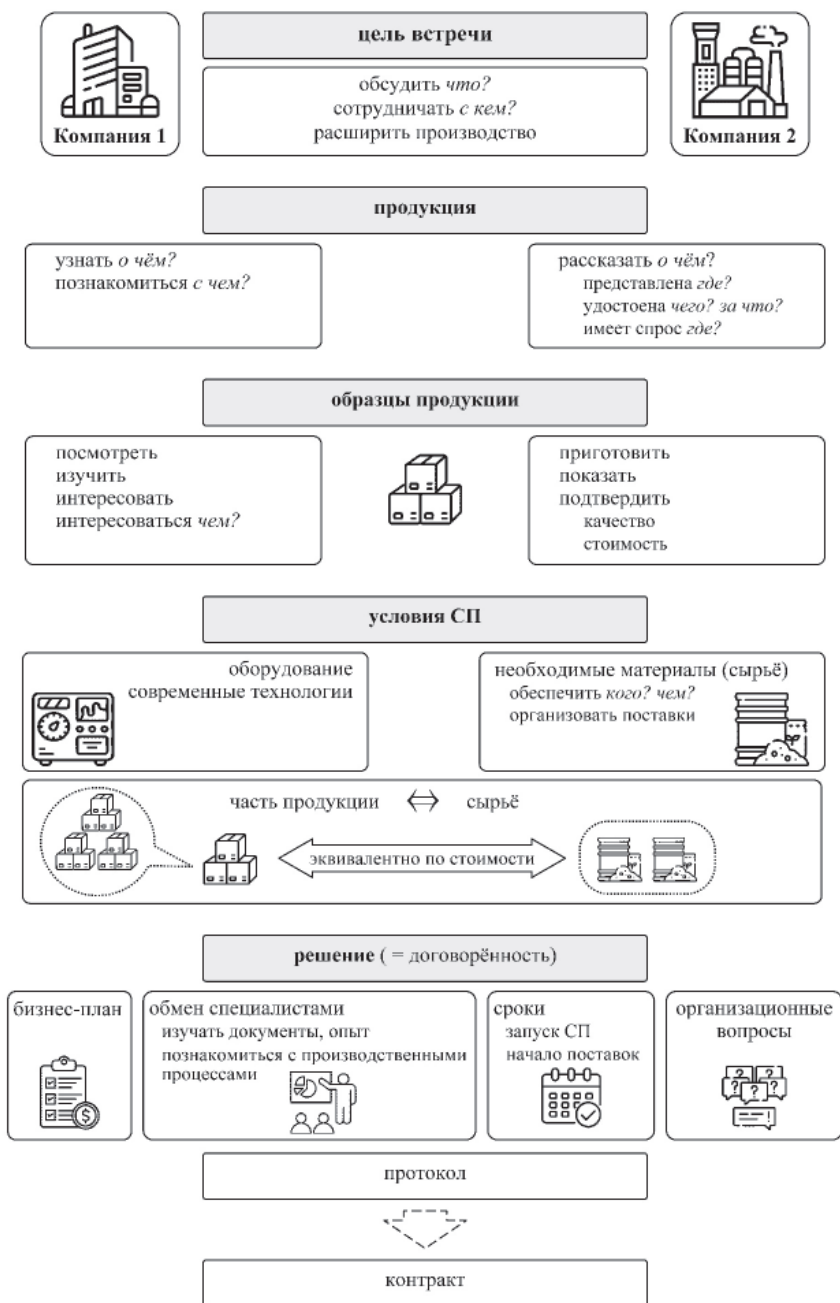 цель встречи
Компания 1
обсудить что?
сотрудничать с кем?
расширить производство
Компания 2
продукция
узнать о чём?
познакомиться с чем?
рассказать о чём?
представлена где?
удостоена чего? за что?
имеет спрос где?
образцы продукции
посмотреть
изучить
интересовать
интересоваться чем?
приготовить
показать
подтвердить
качество
стоимость
условия СП
оборудование
современные технологии
необходимые материалы (сырьё)
обеспечить кого? чем?
организовать поставки
часть продукции ⇔ сырьё
эквивалентно по стоимости
решение ( = договорённость)
бизнес-план
обмен специалистами
изучать документы, опыт
познакомиться с производственными
процессами
сроки
запуск СП
начало поставок
организационные
вопросы
протокол
контракт